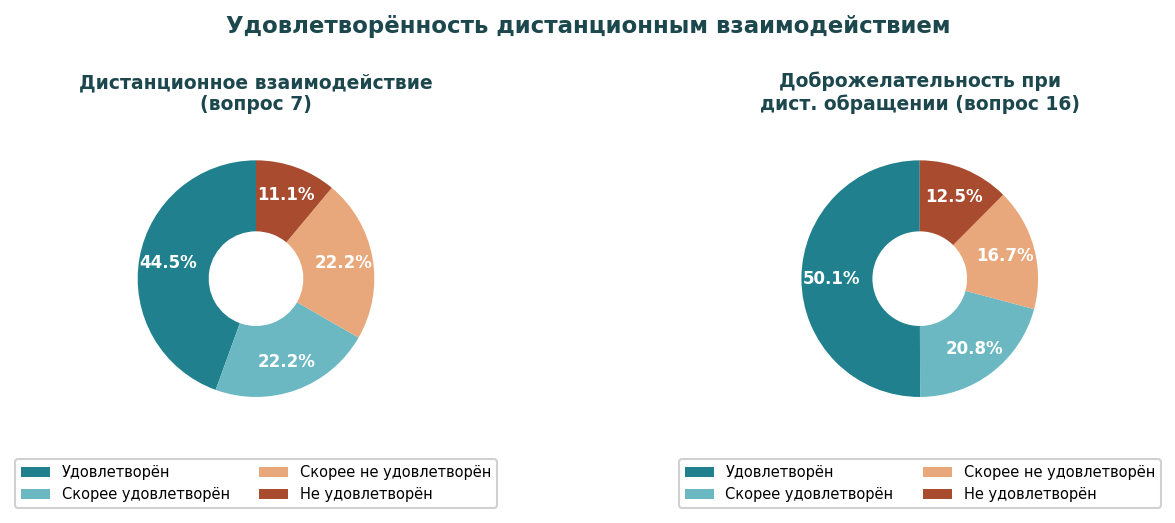 Удовлетворённость дистанционным взаимодействием
Дистанционное взаимодействие
(вопрос 7)
11.1%
44.5%
22.2%
22.2%
Удовлетворён
Скорее удовлетворён
Скорее не удовлетворён
Не удовлетворён
Доброжелательность при
дист. обращении (вопрос 16)
12.5%
50.1%
16.7%
20.8%
Удовлетворён
Скорее удовлетворён
Скорее не удовлетворён
Не удовлетворён